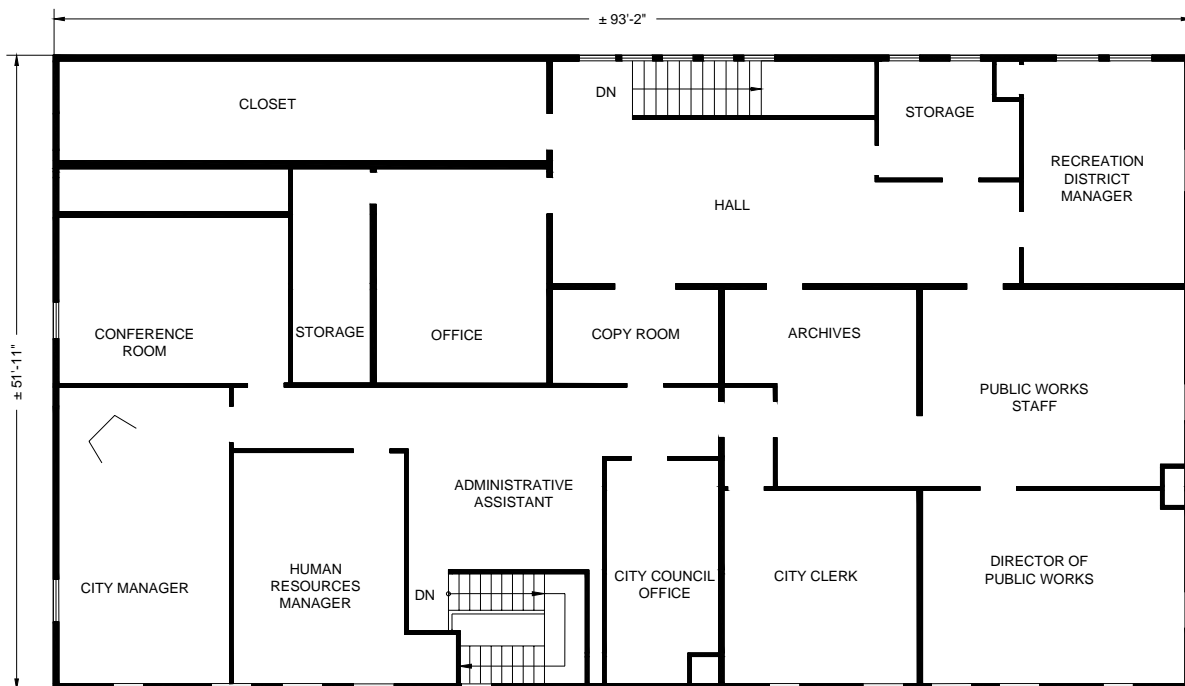 ± 93'-2"
CLOSET
DN
STORAGE
RECREATION
DISTRICT
MANAGER
HALL
± 51'-11"
CONFERENCE
ROOM
STORAGE
OFFICE
COPY ROOM
ARCHIVES
PUBLIC WORKS
STAFF
ADMINISTRATIVE
ASSISTANT
CITY MANAGER
HUMAN
RESOURCES
MANAGER
DN
CITY COUNCIL
OFFICE
CITY CLERK
DIRECTOR OF
PUBLIC WORKS